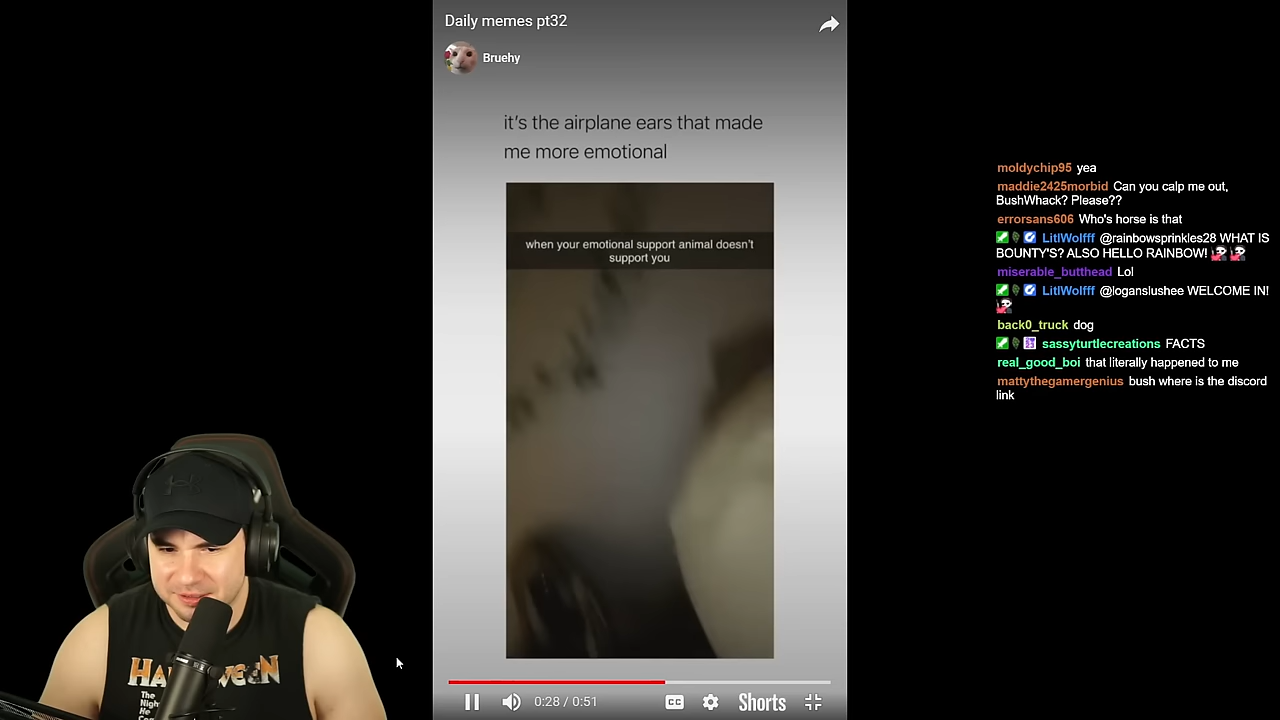 Daily memes pt32
Bruehy
it's the airplane ears that made
me more emotional
when your emotional support animal doesn't
support you
0:28 / 0:51
CC
Shorts
moldychip95 yea
maddie2425morbid Can you calp me out,
BushWhack? Please??
errorsans606 Who's horse is that
LitlWolfff @rainbowsprinkles28 WHAT IS
BOUNTY'S? ALSO HELLO RAINBOW!
miserable_butthead Lol
LitlWolfff @loganslushee WELCOME IN!
back0_truck dog
sassyturtlecreations FACTS
real_good_boi that literally happened to me
mattythegamergenius bush where is the discord
link
The